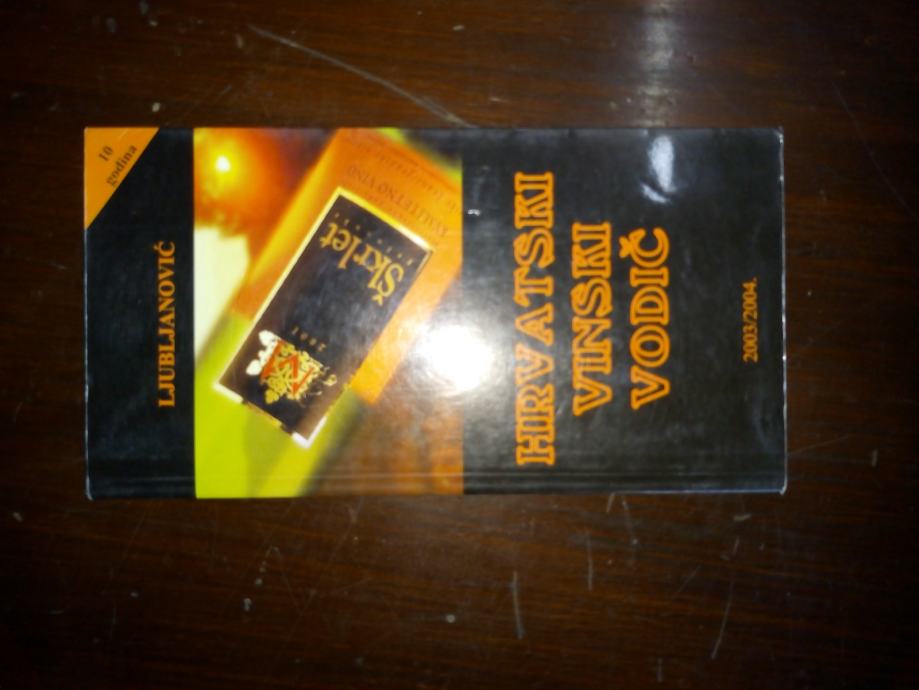 10
godina
LJUBLJANOVIĆ
KVALITETNO VINO
Škrlet
2001
HRVATSKI
VINSKI
VODIČ
2003/2004.